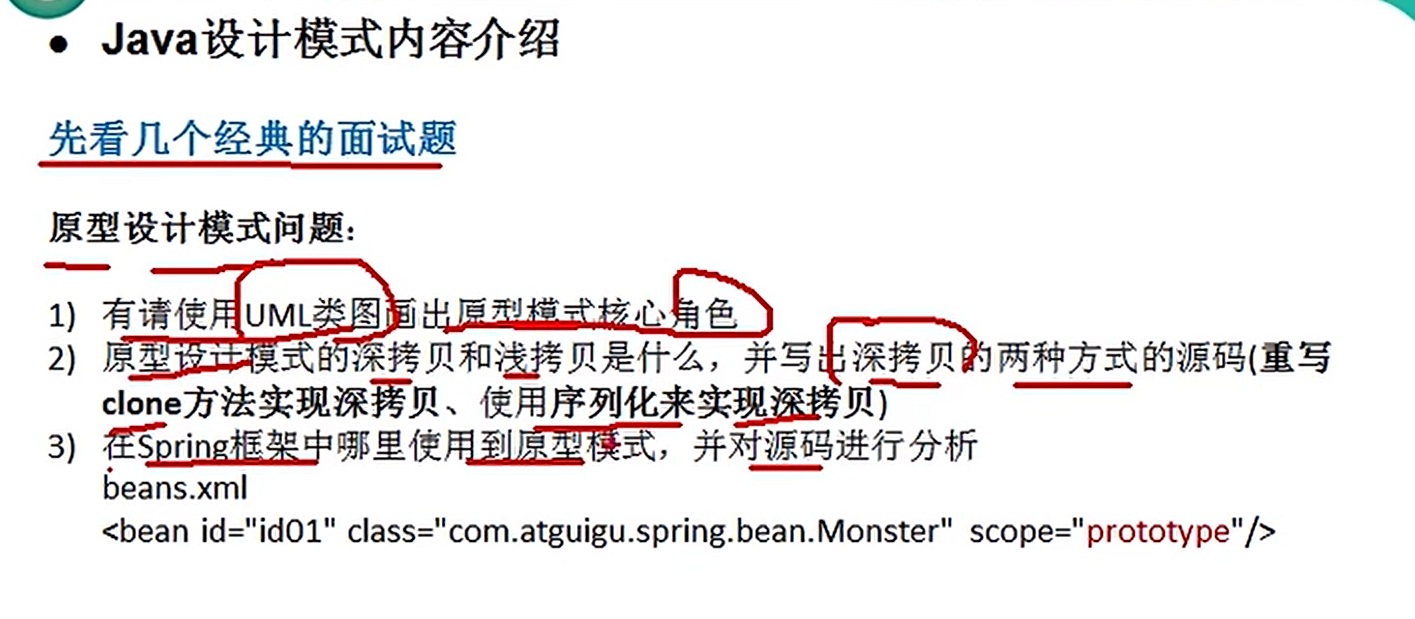 ● Java设计模式内容介绍
先看几个经典的面试题
原型设计模式问题：
1) 有请使用UML类图画出原型模式核心角色
2) 原型设计模式的深拷贝和浅拷贝是什么，并写出深拷贝的两种方式的源码(重写
clone方法实现深拷贝、使用序列化来实现深拷贝)
3) 在Spring框架中哪里使用到原型模式，并对源码进行分析
beans.xml
<bean id="id01" class="com.atguigu.spring.bean.Monster" scope="prototype"/>